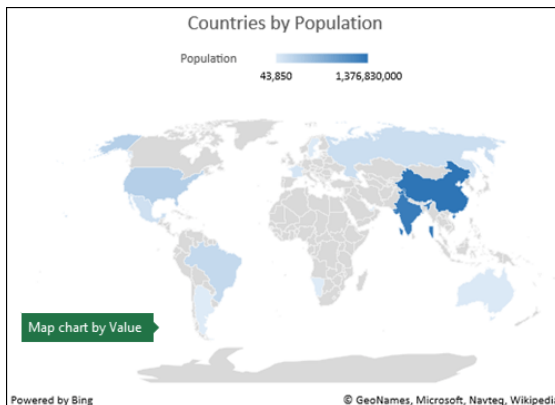 Countries by Population
Population
43,850 1,376,830,000
Map chart by Value
Powered by Bing
© GeoNames, Microsoft, Navteq, Wikipedia